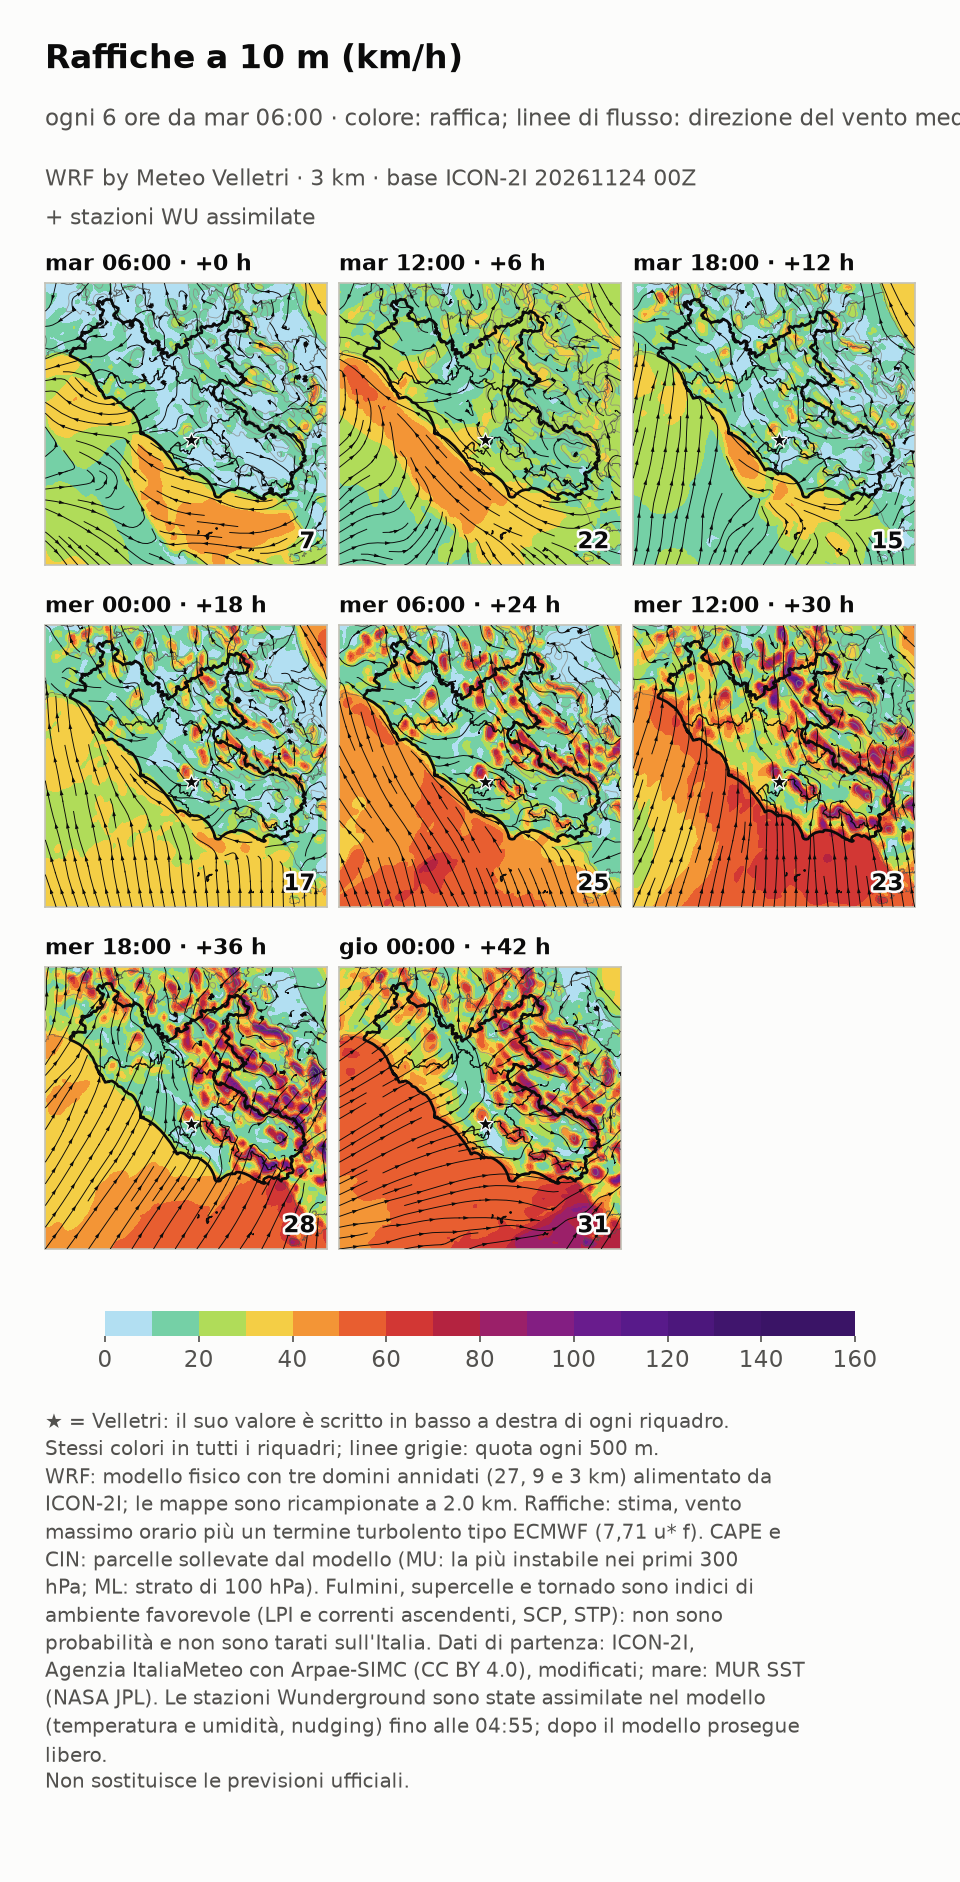 Raffiche a 10 m (km/h)
ogni 6 ore da mar 06:00 · colore: raffica; linee di flusso: direzione del vento med
WRF by Meteo Velletri · 3 km · base ICON-2I 20261124 00Z
+ stazioni WU assimilate
mar 06:00 · +0 h
mar 12:00 · +6 h
mar 18:00 · +12 h
7
22
15
mer 00:00 · +18 h
mer 06:00 · +24 h
mer 12:00 · +30 h
17
25
23
mer 18:00 · +36 h
gio 00:00 · +42 h
28
31
0 20 40 60 80 100 120 140 160
★ = Velletri: il suo valore è scritto in basso a destra di ogni riquadro.
Stessi colori in tutti i riquadri; linee grigie: quota ogni 500 m.
WRF: modello fisico con tre domini annidati (27, 9 e 3 km) alimentato da
ICON-2I; le mappe sono ricampionate a 2.0 km. Raffiche: stima, vento
massimo orario più un termine turbolento tipo ECMWF (7,71 u* f). CAPE e
CIN: parcelle sollevate dal modello (MU: la più instabile nei primi 300
hPa; ML: strato di 100 hPa). Fulmini, supercelle e tornado sono indici di
ambiente favorevole (LPI e correnti ascendenti, SCP, STP): non sono
probabilità e non sono tarati sull'Italia. Dati di partenza: ICON-2I,
Agenzia ItaliaMeteo con Arpae-SIMC (CC BY 4.0), modificati; mare: MUR SST
(NASA JPL). Le stazioni Wunderground sono state assimilate nel modello
(temperatura e umidità, nudging) fino alle 04:55; dopo il modello prosegue
libero.
Non sostituisce le previsioni ufficiali.